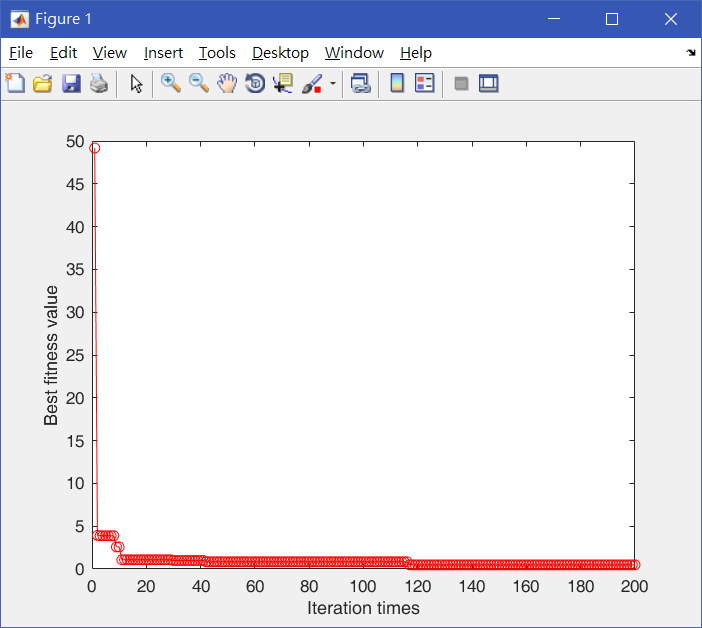 Figure 1
File Edit View Insert Tools Desktop Window Help
50
45
40
35
30
25
20
15
10
5
0
Best fitness value
0 20 40 60 80 100 120 140 160 180 200
Iteration times